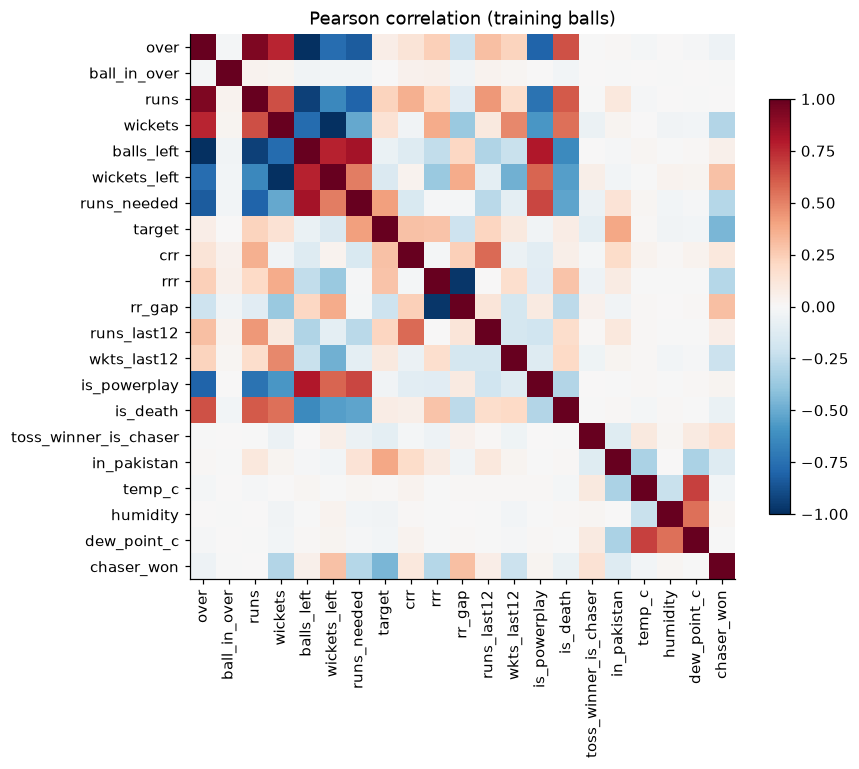 Pearson correlation (training balls)
over
ball_in_over
runs
wickets
balls_left
wickets_left
runs_needed
target
crr
rrr
rr_gap
runs_last12
wkts_last12
is_powerplay
is_death
toss_winner_is_chaser
in_pakistan
temp_c
humidity
dew_point_c
chaser_won
over
ball_in_over
runs
wickets
balls_left
wickets_left
runs_needed
target
crr
rrr
rr_gap
runs_last12
wkts_last12
is_powerplay
is_death
toss_winner_is_chaser
in_pakistan
temp_c
humidity
dew_point_c
chaser_won
1.00
0.75
0.50
0.25
0.00
−0.25
−0.50
−0.75
−1.00